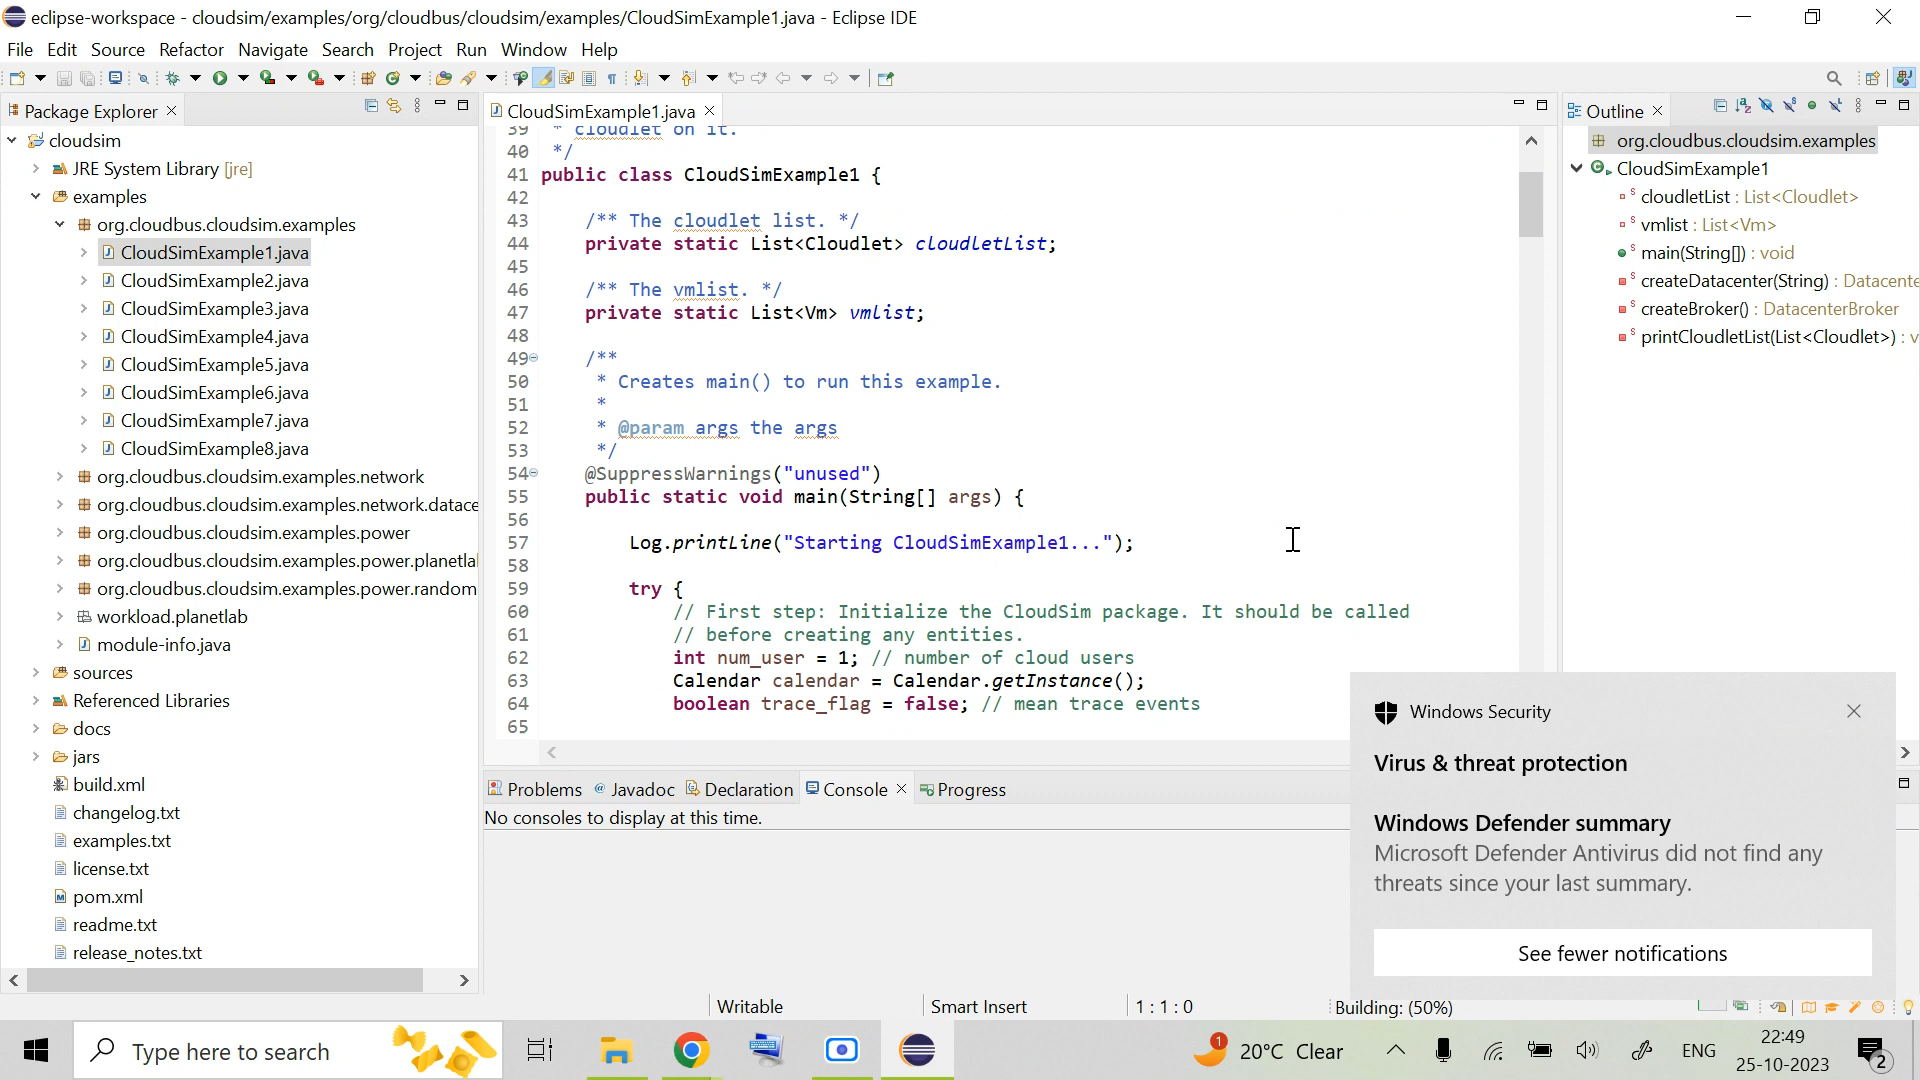 eclipse-workspace - cloudsim/examples/org/cloudbus/cloudsim/examples/CloudSimExample1.java - Eclipse IDE
File Edit Source Refactor Navigate Search Project Run Window Help
Package Explorer
cloudsim
JRE System Library [jre]
examples
org.cloudbus.cloudsim.examples
CloudSimExample1.java
CloudSimExample2.java
CloudSimExample3.java
CloudSimExample4.java
CloudSimExample5.java
CloudSimExample6.java
CloudSimExample7.java
CloudSimExample8.java
org.cloudbus.cloudsim.examples.network
org.cloudbus.cloudsim.examples.network.datace
org.cloudbus.cloudsim.examples.power
org.cloudbus.cloudsim.examples.power.planetla
org.cloudbus.cloudsim.examples.power.random
workload.planetlab
module-info.java
sources
Referenced Libraries
docs
jars
build.xml
changelog.txt
examples.txt
license.txt
pom.xml
readme.txt
release_notes.txt
CloudSimExample1.java
39 * cloudlet on it.
40 */
41 public class CloudSimExample1 {
42
43 /** The cloudlet list. */
44 private static List<Cloudlet> cloudletList;
45
46 /** The vmlist. */
47 private static List<Vm> vmlist;
48
49 /**
50 * Creates main() to run this example.
51 *
52 * @param args the args
53 */
54 @SuppressWarnings("unused")
55 public static void main(String[] args) {
56
57 Log.printLine("Starting CloudSimExample1...");
58
59 try {
60 // First step: Initialize the CloudSim package. It should be called
61 // before creating any entities.
62 int num_user = 1; // number of cloud users
63 Calendar calendar = Calendar.getInstance();
64 boolean trace_flag = false; // mean trace events
65
Outline
org.cloudbus.cloudsim.examples
CloudSimExample1
cloudletList : List<Cloudlet>
vmlist : List<Vm>
main(String[]) : void
createDatacenter(String) : Datacente
createBroker() : DatacenterBroker
printCloudletList(List<Cloudlet>) : v
Problems Javadoc Declaration Console Progress
No consoles to display at this time.
Windows Security
Virus & threat protection
Windows Defender summary
Microsoft Defender Antivirus did not find any
threats since your last summary.
See fewer notifications
Writable Smart Insert 1 : 1 : 0 Building: (50%)
Type here to search
1
20°C Clear
ENG
22:49
25-10-2023
2